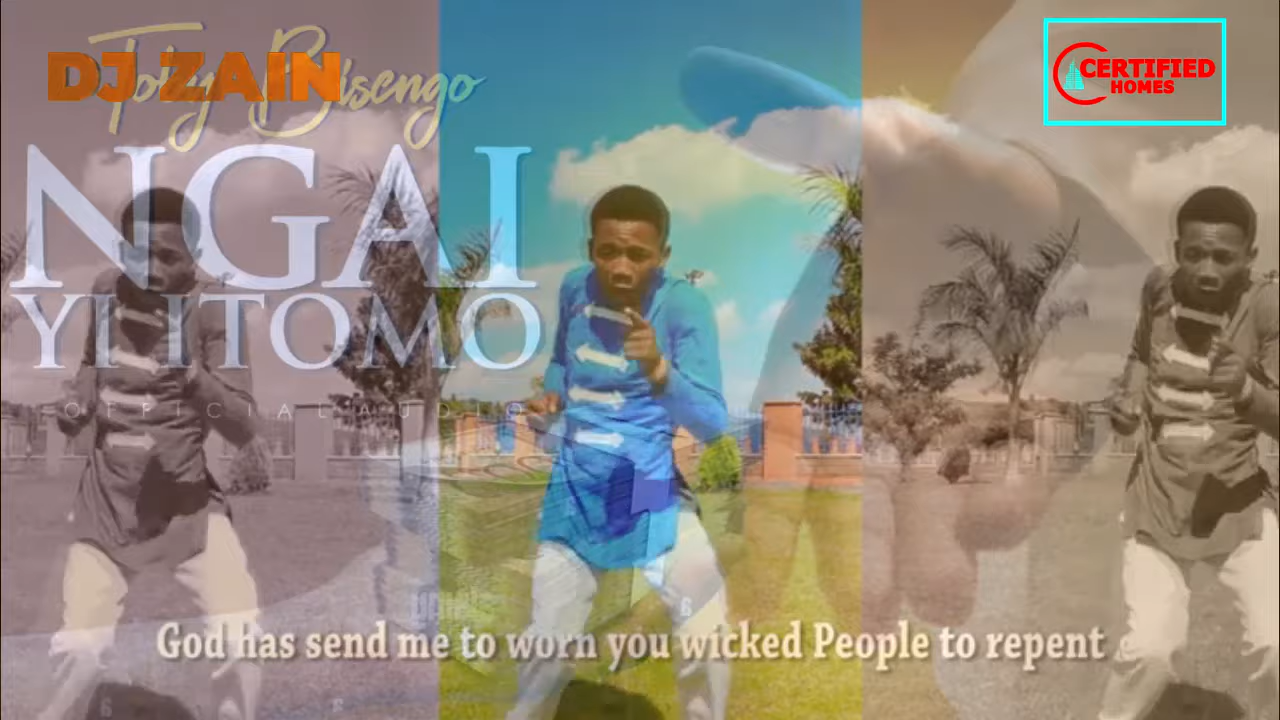 DJ ZAIN
Toby Bisengo
NGAI
YI ITOMO
OFFICIAL AUDIO
CERTIFIED
HOMES
God has send me to worn you wicked People to repent